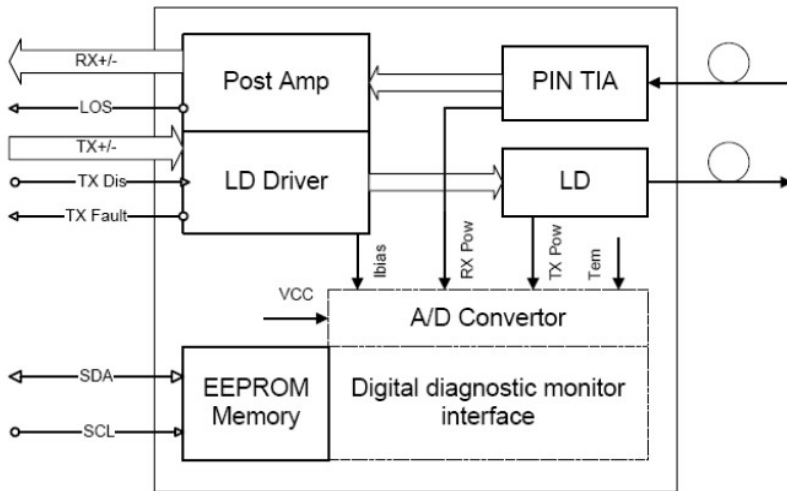 RX+/-
Post Amp
PIN TIA
LOS
TX+/-
TX Dis
LD Driver
LD
TX Fault
Ibias
RX Pow
TX Pow
Tem
VCC
A/D Convertor
SDA
EEPROM
Memory
Digital diagnostic monitor
interface
SCL